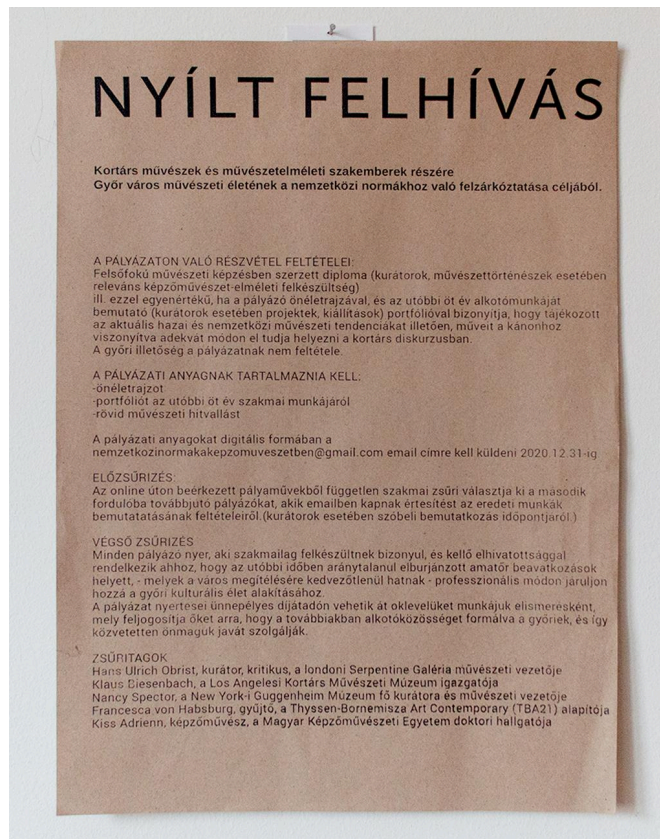 NYÍLT FELHÍVÁS
Kortárs művészek és művészetelméleti szakemberek részére
Győr város művészeti életének a nemzetközi normákhoz való felzárkóztatása céljából.
A PÁLYÁZATON VALÓ RÉSZVÉTEL FELTÉTELEI:
Felsőfokú művészeti képzésben szerzett diploma (kurátorok, művészettörténészek esetében
releváns képzőművészet-elméleti felkészültség)
ill. ezzel egyenértékű, ha a pályázó önéletrajzával, és az utóbbi öt év alkotómunkáját
bemutató (kurátorok esetében projektek, kiállítások) portfólióval bizonyítja, hogy tájékozott
az aktuális hazai és nemzetközi művészeti tendenciákat illetően, műveit a kánonhoz
viszonyítva adekvát módon el tudja helyezni a kortárs diskurzusban.
A győri illetőség a pályázatnak nem feltétele.
A PÁLYÁZATI ANYAGNAK TARTALMAZNIA KELL:
-önéletrajzot
-portfóliót az utóbbi öt év szakmai munkájáról
-rövid művészeti hitvallást
A pályázati anyagokat digitális formában a
nemzetkozinormakakepzomuveszetben@gmail.com email címre kell küldeni 2020.12.31-ig
ELŐZSŰRIZÉS:
Az online úton beérkezett pályaművekből független szakmai zsűri választja ki a második
fordulóba továbbjutó pályázókat, akik emailben kapnak értesítést az eredeti munkák
bemutatatásának feltételeiről.(kurátorok esetében szóbeli bemutatkozás időpontjáról.)
VÉGSŐ ZSŰRIZÉS
Minden pályázó nyer, aki szakmailag felkészültnek bizonyul, és kellő elhivatottsággal
rendelkezik ahhoz, hogy az utóbbi időben aránytalanul elburjánzott amatőr beavatkozások
helyett, - melyek a város megítélésére kedvezőtlenül hatnak - professzionális módon járuljon
hozzá a győri kulturális élet alakításához.
A pályázat nyertesei ünnepélyes díjátadón vehetik át oklevelüket munkájuk elismeréseként,
mely feljogosítja őket arra, hogy a továbbiakban alkotóközösséget formálva a győriek, és így
közvetetten önmaguk javát szolgálják.
ZSŰRITAGOK
Hans Ulrich Obrist, kurátor, kritikus, a londoni Serpentine Galéria művészeti vezetője
Klaus Biesenbach, a Los Angelesi Kortárs Művészeti Múzeum igazgatója
Nancy Spector, a New York-i Guggenheim Múzeum fő kurátora és művészeti vezetője
Francesca von Habsburg, gyűjtő, a Thyssen-Bornemisza Art Contemporary (TBA21) alapítója
Kiss Adrienn, képzőművész, a Magyar Képzőművészeti Egyetem doktori hallgatója